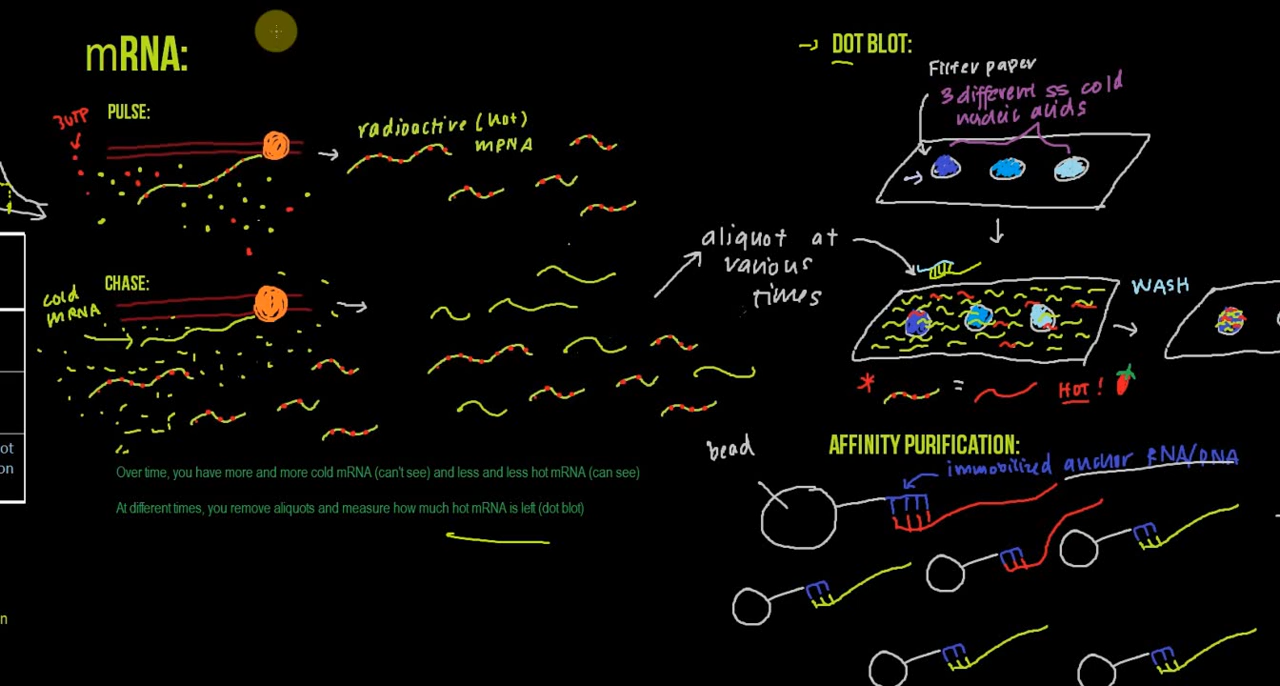 mRNA:
PULSE:
3UTP
radioactive (hot)
mRNA
CHASE:
cold
mRNA
Over time, you have more and more cold mRNA (can't see) and less and less hot mRNA (can see)
At different times, you remove aliquots and measure how much hot mRNA is left (dot blot)
ot
on
n
→ DOT BLOT:
Filter paper
3 different ss cold
nucleic acids
aliquot at
various
times
WASH
* = HOT!
AFFINITY PURIFICATION:
bead
immobilized anchor RNA/DNA